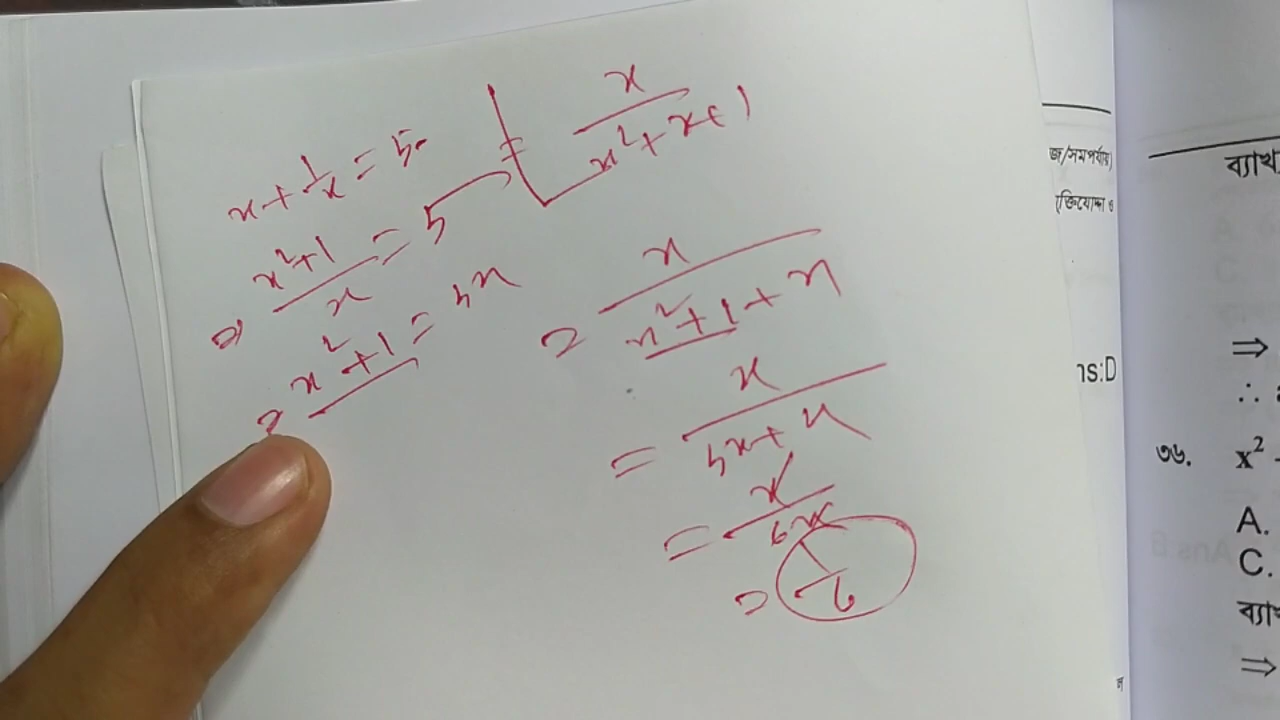 x + 1/x = 5
⇒ x²+1/x = 5
x²+1 = 5x
x/x²+x+1
= x/x²+1+x
= x/5x+x
= x/6x
= 1/6
জ/সমপর্যায়)
ns:D
⇒
∴
৩৬. x²
A.
C.
⇒